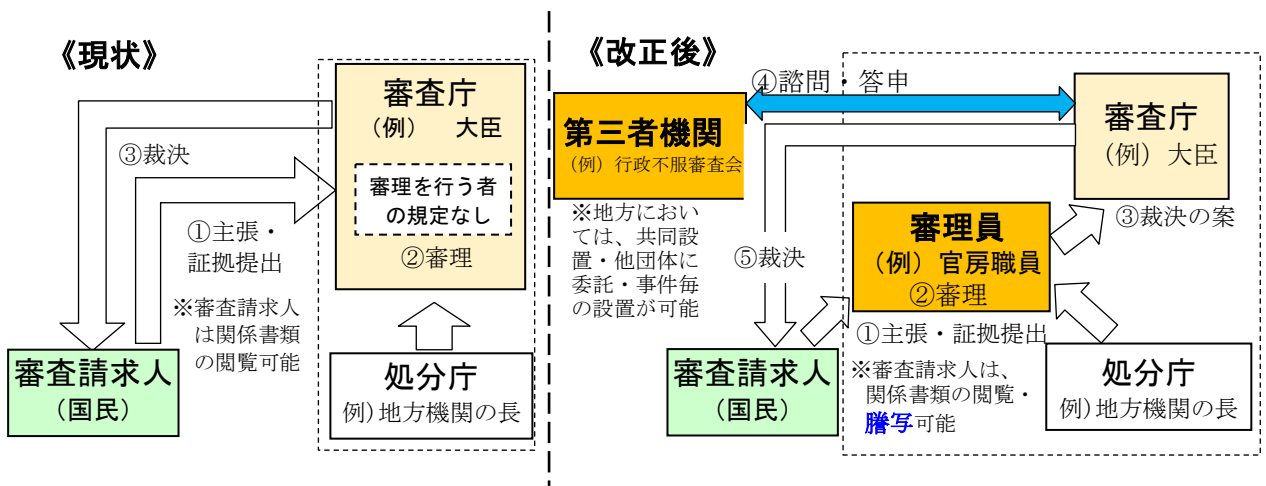 《現状》
審査庁
（例）　大臣
審理を行う者
の規定なし
②審理
③裁決
①主張・
証拠提出
※審査請求人
は関係書類
の閲覧可能
審査請求人
（国民）
処分庁
例）地方機関の長
《改正後》
④諮問・答申
第三者機関
（例）行政不服審査会
※地方におい
ては、共同設
置・他団体に
委託・事件毎
の設置が可能
審査庁
（例）大臣
③裁決の案
審理員
（例）官房職員
②審理
⑤裁決
①主張・証拠提出
※審査請求人は、
関係書類の閲覧・
謄写可能
審査請求人
（国民）
処分庁
例）地方機関の長